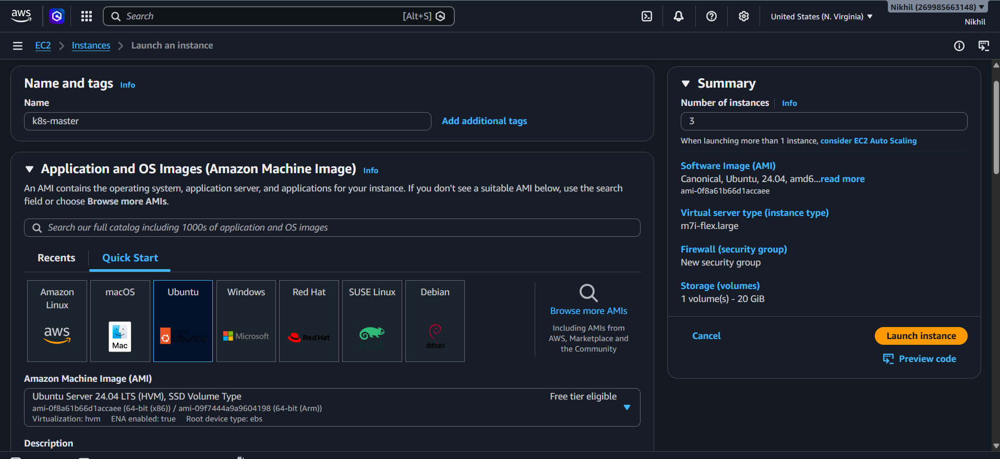 aws
Search
[Alt+S]
United States (N. Virginia)
Nikhil (269985663148)
Nikhil
EC2
Instances
Launch an instance
Name and tags Info
Name
k8s-master
Add additional tags
Application and OS Images (Amazon Machine Image) Info
An AMI contains the operating system, application server, and applications for your instance. If you don't see a suitable AMI below, use the search
field or choose Browse more AMIs.
Search our full catalog including 1000s of application and OS images
Recents
Quick Start
Amazon
Linux
aws
macOS
Mac
Ubuntu
Ubuntu
Windows
Microsoft
Red Hat
Red Hat
SUSE Linux
SUSE
Debian
debian
Browse more AMIs
Including AMIs from
AWS, Marketplace and
the Community
Amazon Machine Image (AMI)
Ubuntu Server 24.04 LTS (HVM), SSD Volume Type
Free tier eligible
ami-0f8a61b66d1accaee (64-bit (x86)) / ami-09f7444a9a9604198 (64-bit (Arm))
Virtualization: hvm ENA enabled: true Root device type: ebs
Description
Summary
Number of instances Info
3
When launching more than 1 instance, consider EC2 Auto Scaling
Software Image (AMI)
Canonical, Ubuntu, 24.04, amd6...read more
ami-0f8a61b66d1accaee
Virtual server type (instance type)
m7i-flex.large
Firewall (security group)
New security group
Storage (volumes)
1 volume(s) - 20 GiB
Cancel
Launch instance
Preview code